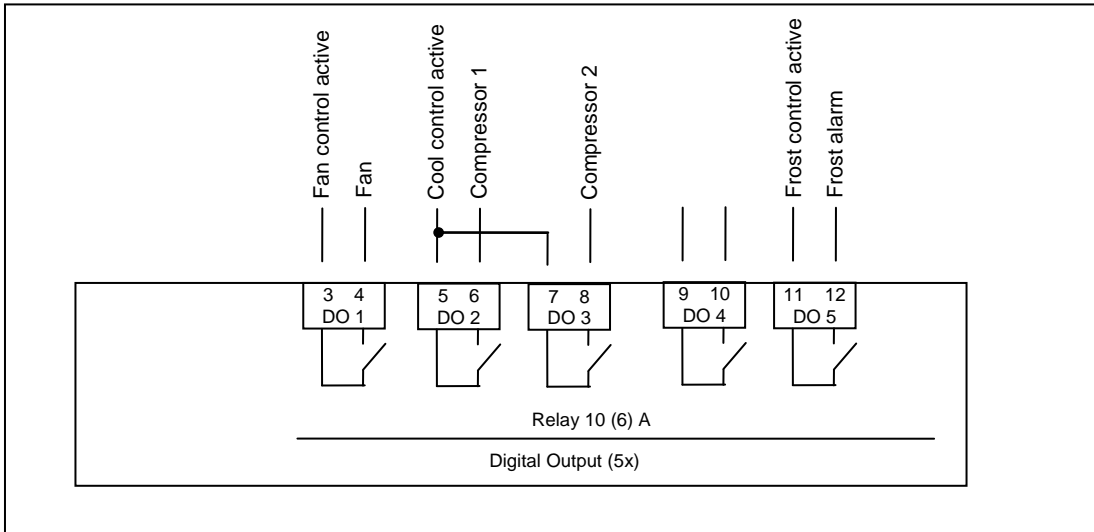 Fan control active
Fan
Cool control active
Compressor 1
Compressor 2
Frost control active
Frost alarm
3 4
DO 1
5 6
DO 2
7 8
DO 3
9 10
DO 4
11 12
DO 5
Relay 10 (6) A
Digital Output (5x)